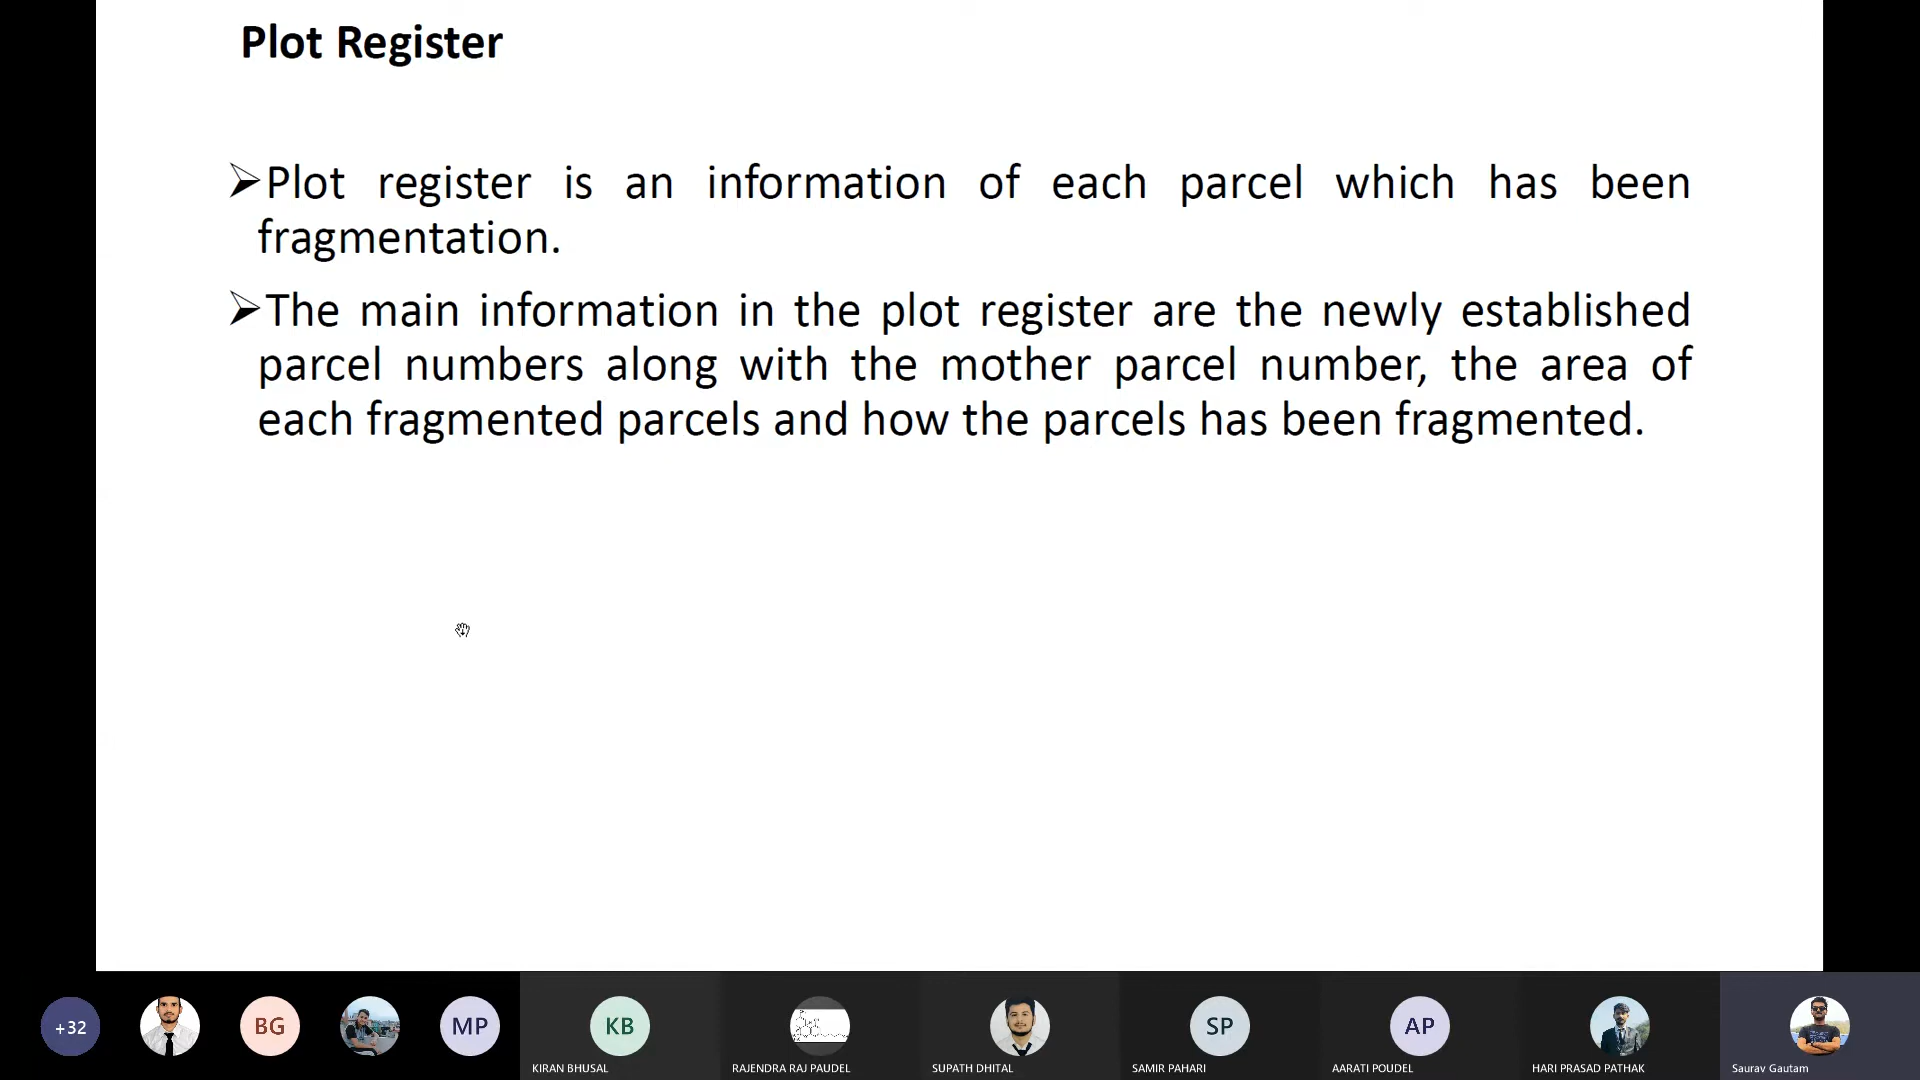 Plot Register
➢Plot register is an information of each parcel which has been
fragmentation.
➢The main information in the plot register are the newly established
parcel numbers along with the mother parcel number, the area of
each fragmented parcels and how the parcels has been fragmented.
+32
BG
MP
KB
SP
AP
KIRAN BHUSAL
RAJENDRA RAJ PAUDEL
SUPATH DHITAL
SAMIR PAHARI
AARATI POUDEL
HARI PRASAD PATHAK
Saurav Gautam